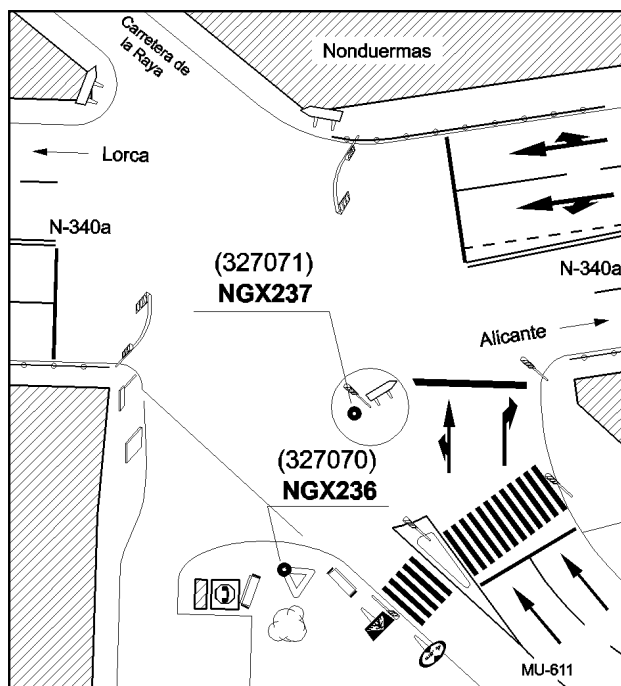 Carretera de
la Raya
Nonduermas
Lorca
N-340a
(327071)
NGX237
N-340a
Alicante
(327070)
NGX236
MU-611